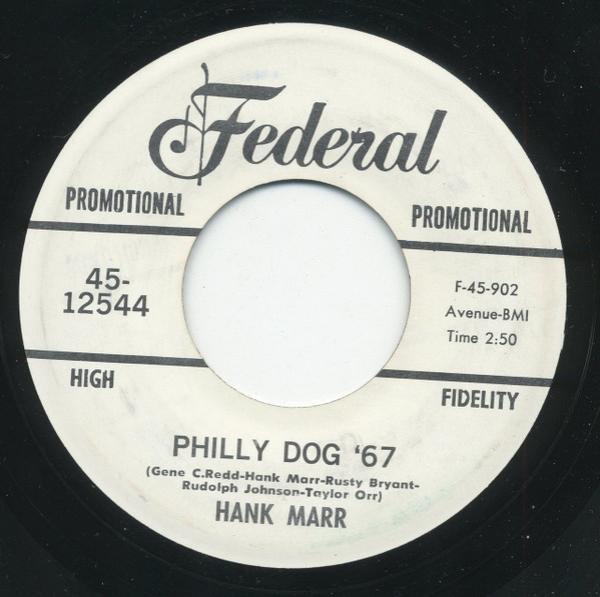 Federal
PROMOTIONAL
PROMOTIONAL
45-
12544
F-45-902
Avenue-BMI
Time 2:50
HIGH
FIDELITY
PHILLY DOG '67
(Gene C.Redd-Hank Marr-Rusty Bryant-
Rudolph Johnson-Taylor Orr)
HANK MARR